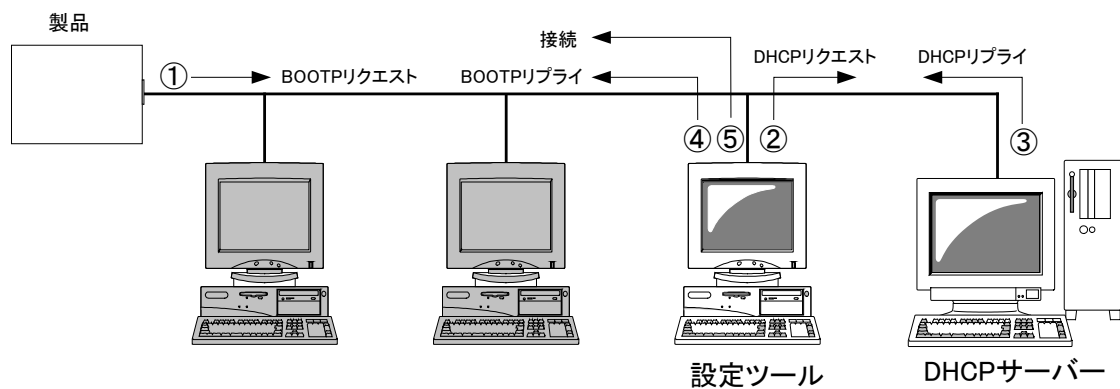 製品
接続
DHCPリクエスト
DHCPリプライ
①
BOOTPリクエスト
BOOTPリプライ
④
⑤
②
③
設定ツール
DHCPサーバー